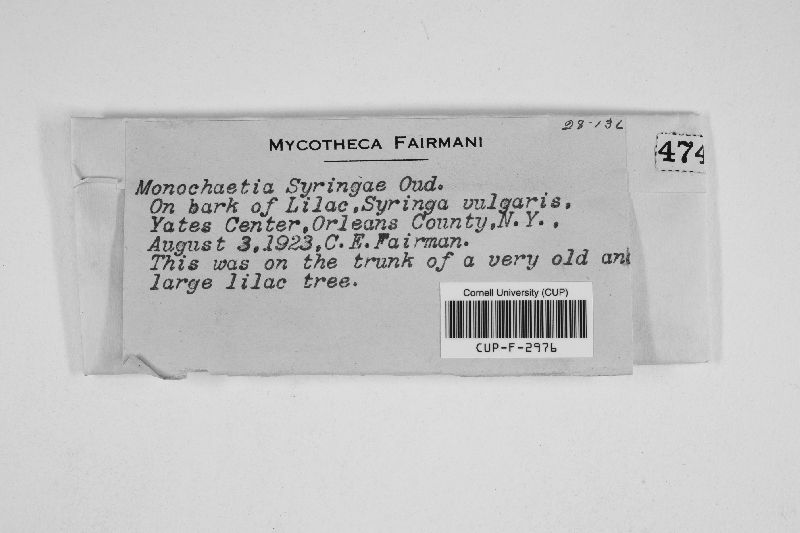 28-136
MYCOTHECA FAIRMANI
474
Monochaetia Syringae Oud.
On bark of Lilac,Syringa vulgaris,
Yates Center,Orleans County,N.Y.,
August 3,1923,C.E.Fairman.
This was on the trunk of a very old and
large lilac tree.
Cornell University (CUP)
CUP-F-2976